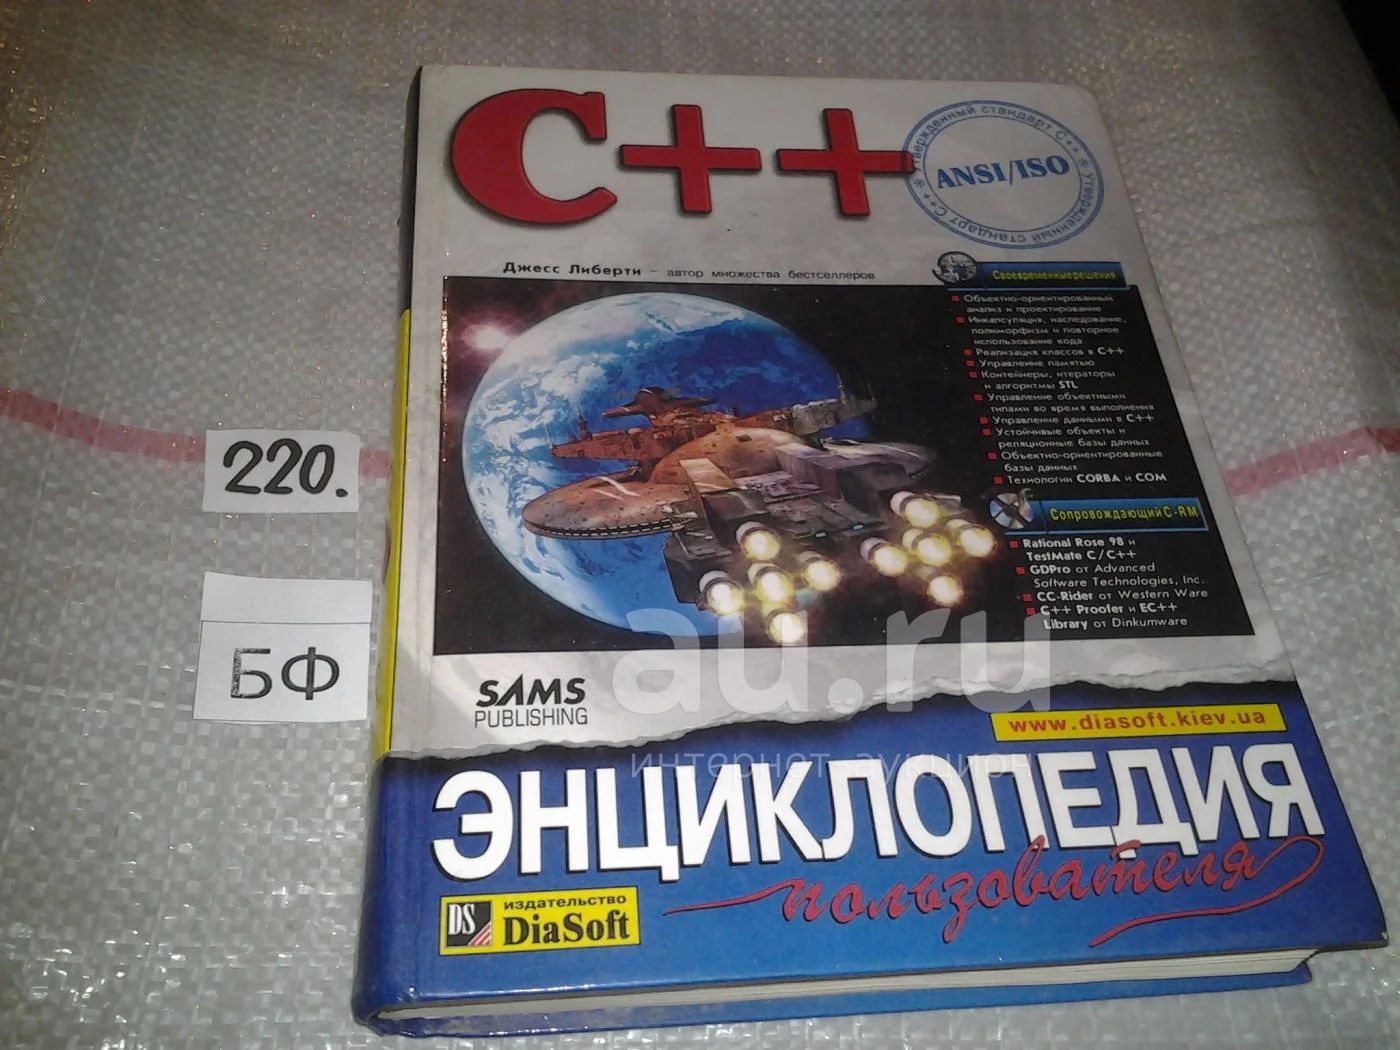 C++
Утвержденный стандарт C++ * Утвержденный стандарт C++ *
ANSI/ISO
Джесс Либерти – автор множества бестселлеров
Своевременные решения
Объектно-ориентированный
анализ и проектирование
Инкапсуляция, наследование,
полиморфизм и повторное
использование кода
Реализация классов в C++
Управление памятью
Контейнеры, итераторы
и алгоритмы STL
Управление объектными
типами во время выполнения
Управление данными в C++
Устойчивые объекты и
реляционные базы данных
Объектно-ориентированные
базы данных
Технологии CORBA и COM
Сопровождающий C-RM
Rational Rose 98 и
TestMate C/C++
GDPro от Advanced
Software Technologies, Inc.
CC-Rider от Western Ware
C++ Proofer и EC++
Library от Dinkumware
220.
БФ
au.ru
интернет-аукцион
SAMS
PUBLISHING
www.diasoft.kiev.ua
ЭНЦИКЛОПЕДИЯ
пользователя
DS
издательство
DiaSoft